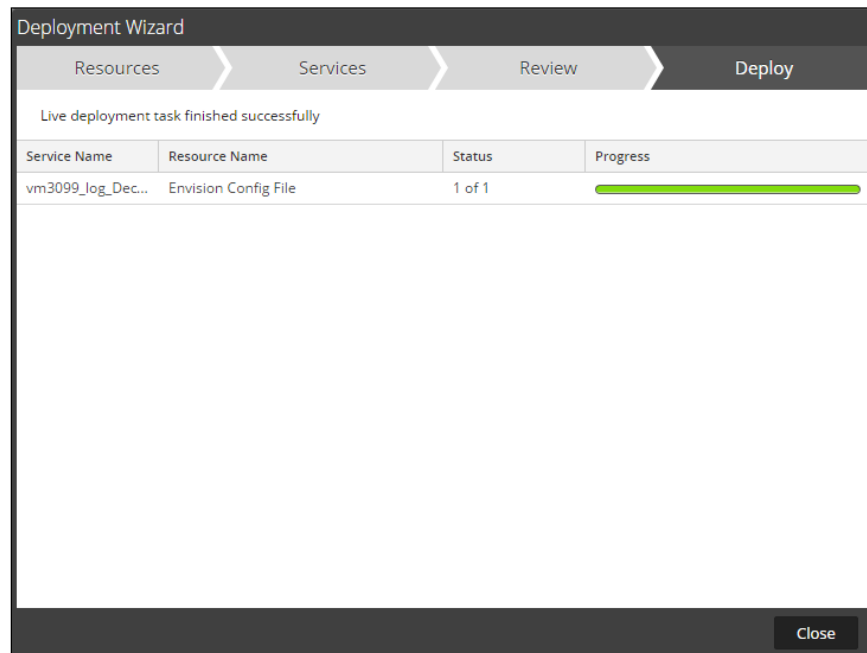 Deployment Wizard
Resources Services Review Deploy
Live deployment task finished successfully
Service Name Resource Name Status Progress
vm3099_log_Dec... Envision Config File 1 of 1
Close